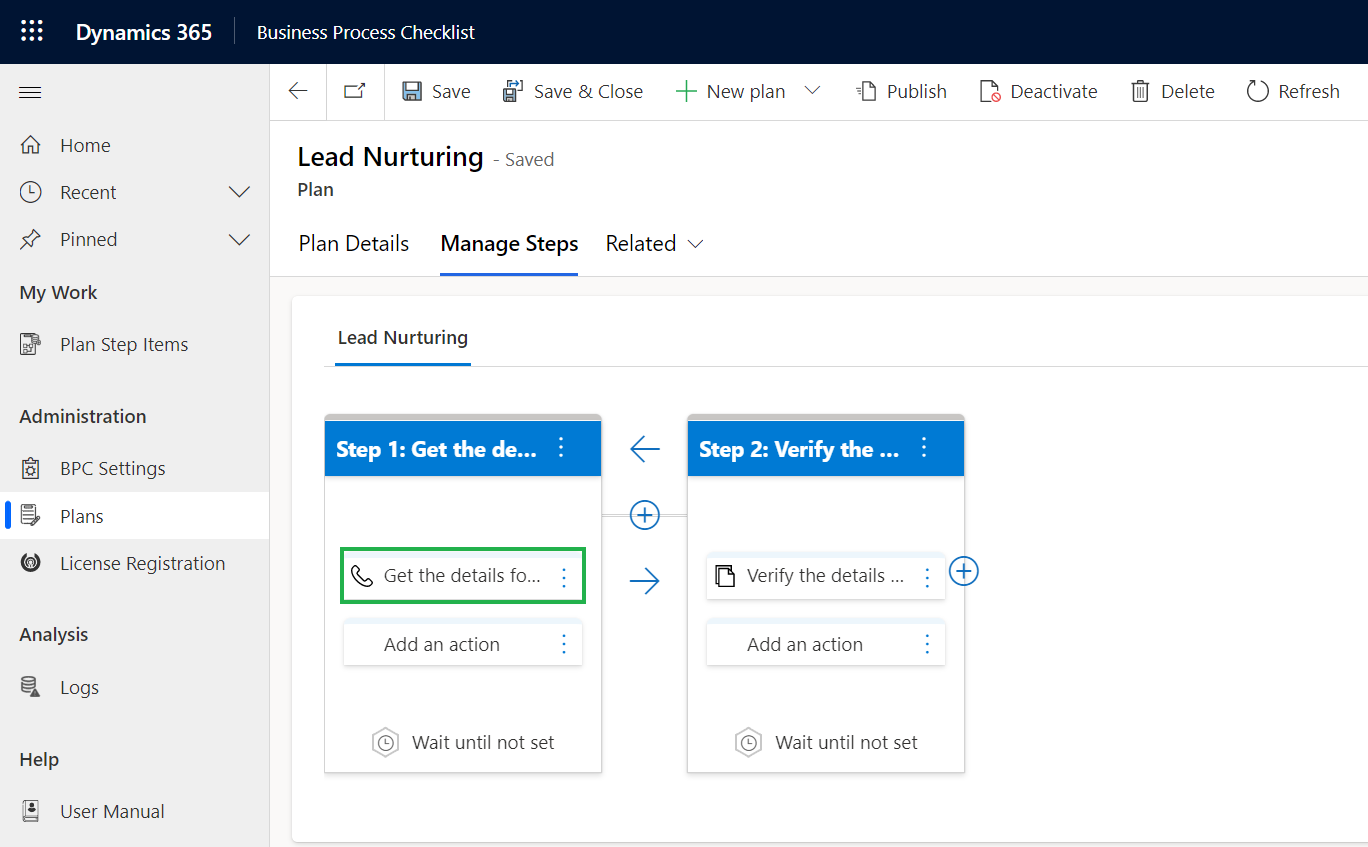 Dynamics 365
Business Process Checklist
Save
Save & Close
New plan
Publish
Deactivate
Delete
Refresh
Home
Recent
Pinned
My Work
Plan Step Items
Administration
BPC Settings
Plans
License Registration
Analysis
Logs
Help
User Manual
Lead Nurturing - Saved
Plan
Plan Details
Manage Steps
Related
Lead Nurturing
Step 1: Get the de...
Get the details fo...
Add an action
Wait until not set
Step 2: Verify the ...
Verify the details ...
Add an action
Wait until not set